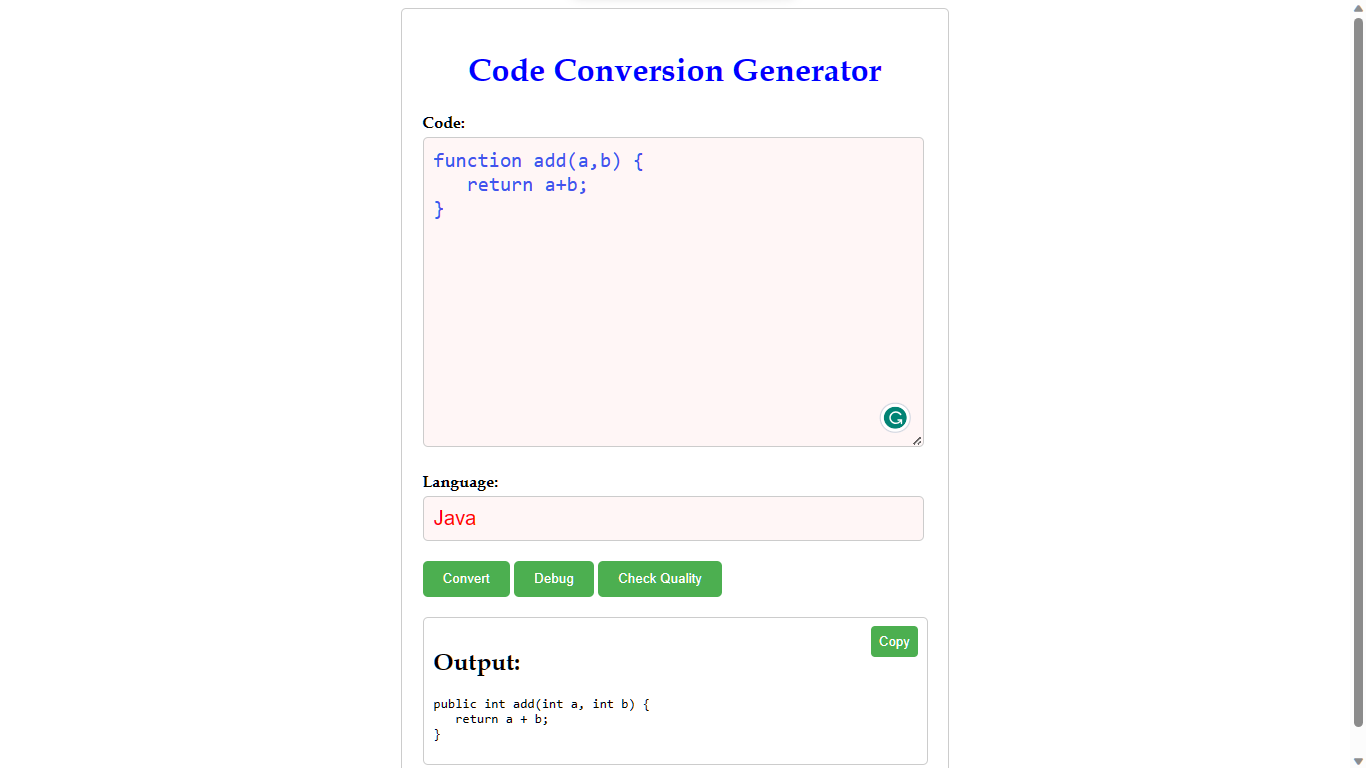 Code Conversion Generator
Code:
function add(a,b) {
   return a+b;
}
Language:
Java
Convert Debug Check Quality
Copy
Output:
public int add(int a, int b) {
   return a + b;
}